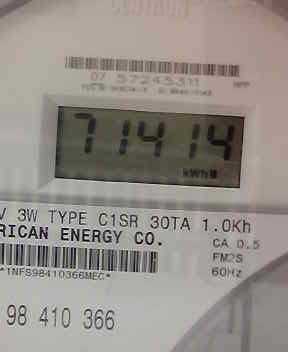 CENTRON
07 57245311
71414
kWh
V 3W TYPE C1SR 30TA 1.0Kh
RICAN ENERGY CO.
CA 0.5
FM2S
*1NFS98410366MEC*
60Hz
98 410 366